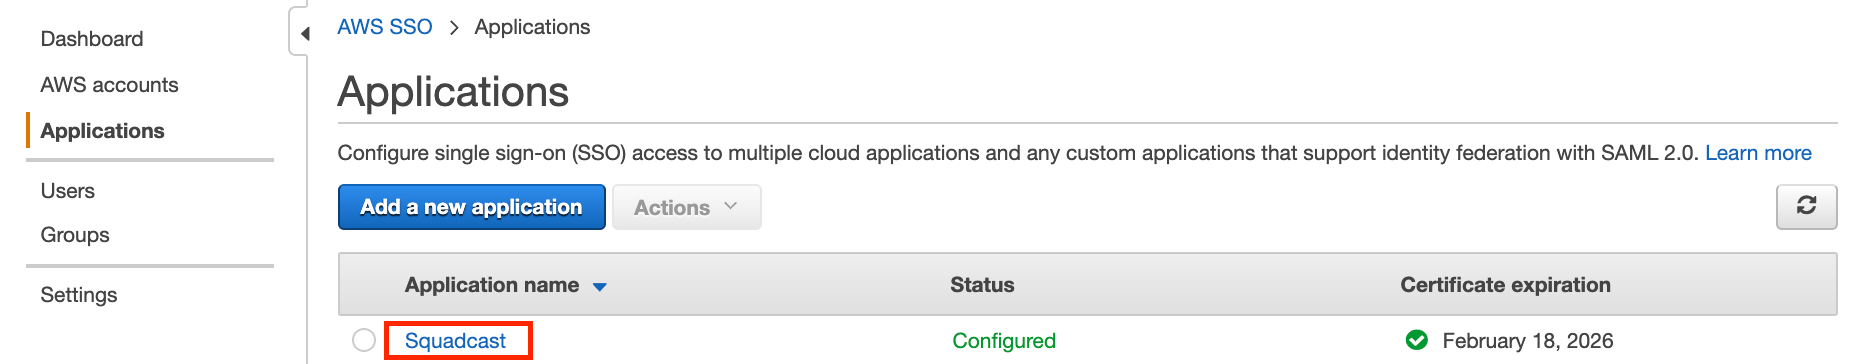 Dashboard
AWS accounts
Applications
Users
Groups
Settings
AWS SSO > Applications
Applications
Configure single sign-on (SSO) access to multiple cloud applications and any custom applications that support identity federation with SAML 2.0. Learn more
Add a new application Actions
Application name Status Certificate expiration
Squadcast Configured February 18, 2026